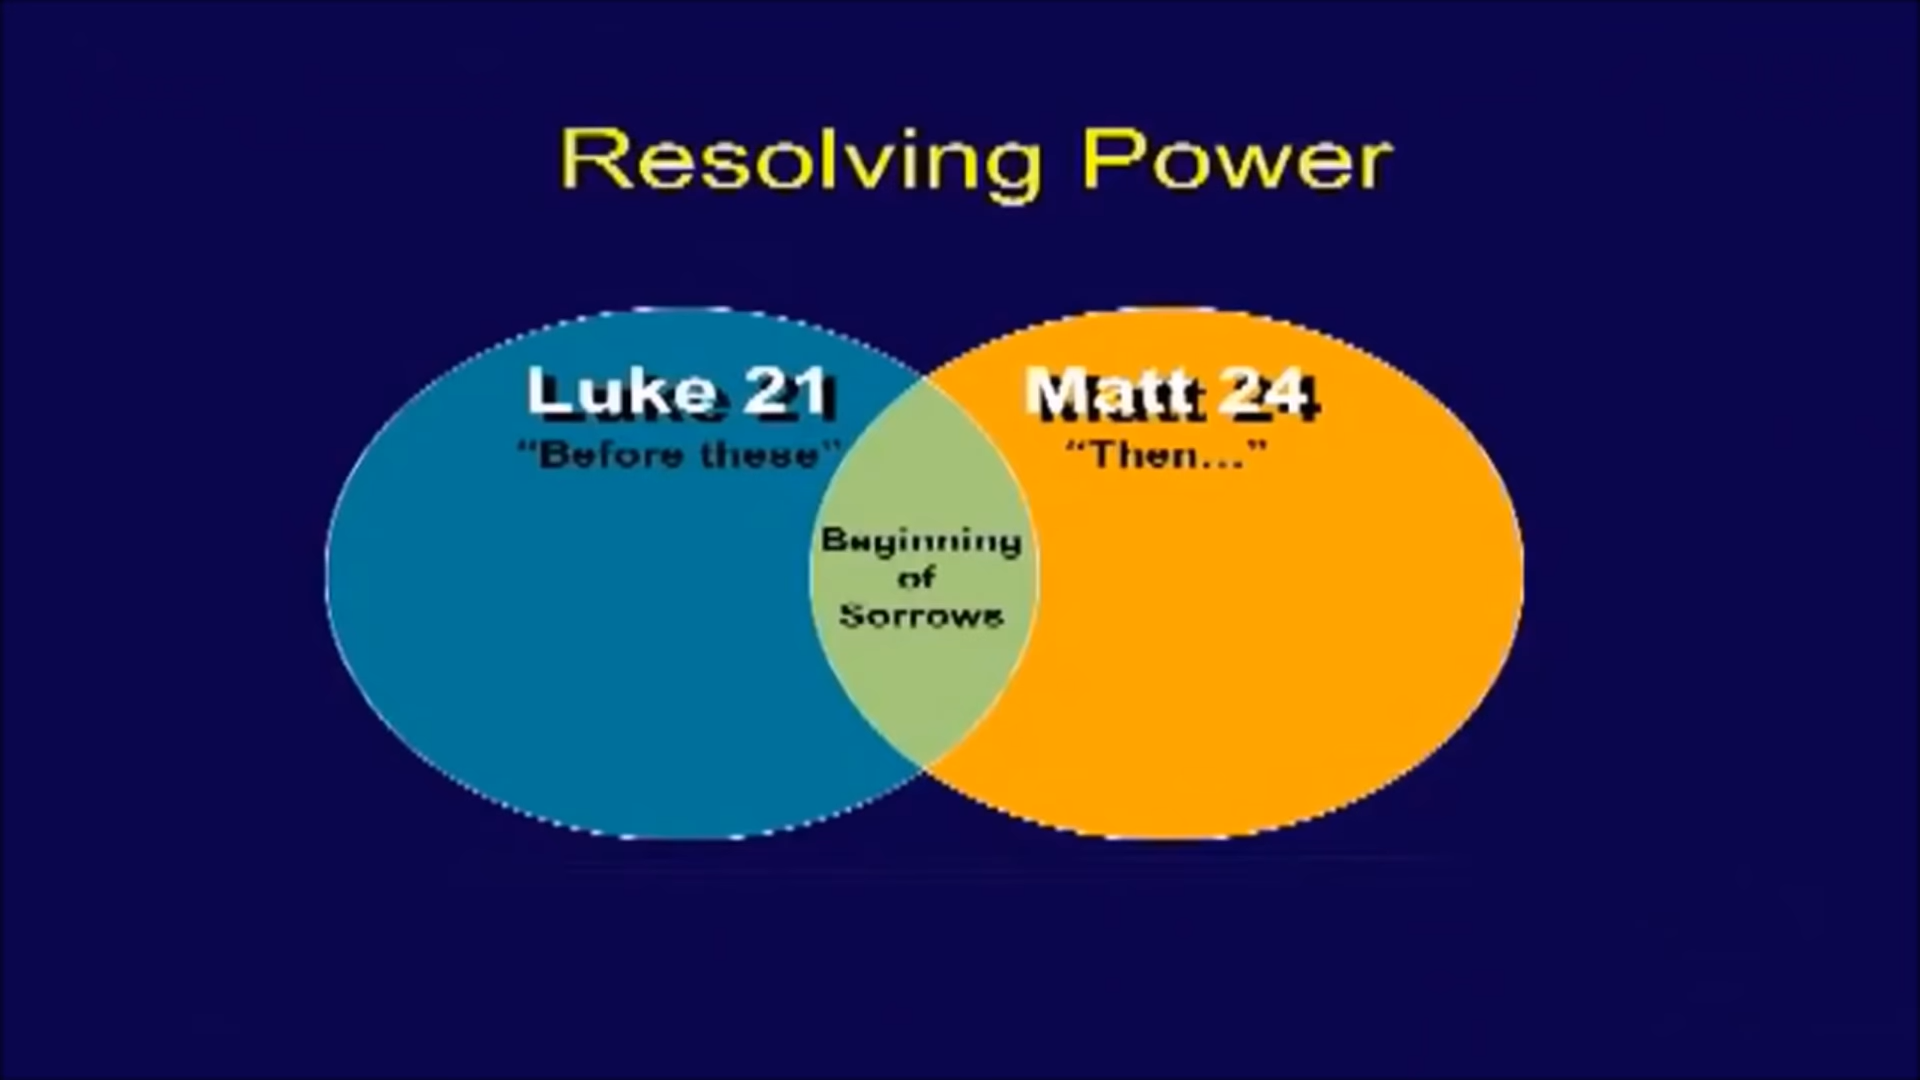 Resolving Power
Luke 21
"Before these"
Matt 24
"Then..."
Beginning
of
Sorrows